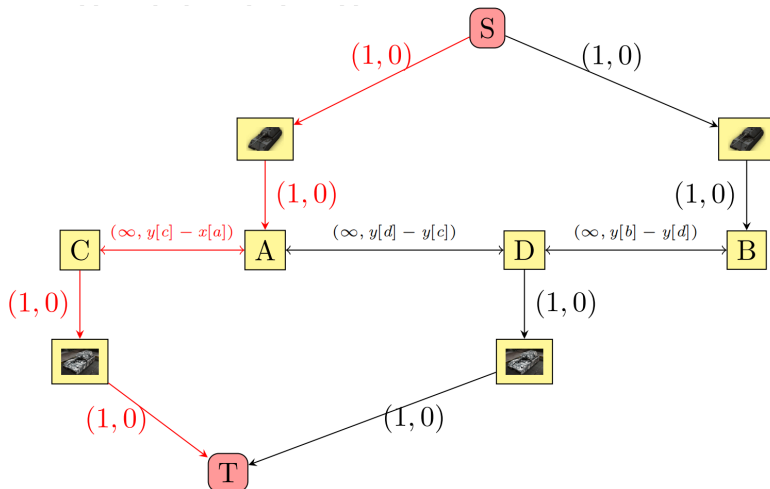 S
(1, 0)
(1, 0)
(1, 0)
(1, 0)
C
(∞, y[c] − x[a])
A
(∞, y[d] − y[c])
D
(∞, y[b] − y[d])
B
(1, 0)
(1, 0)
(1, 0)
(1, 0)
T